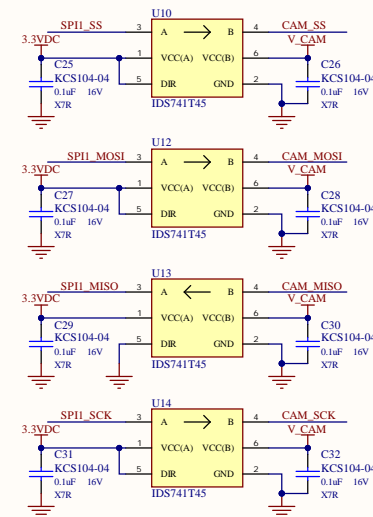 U10
SPI1_SS 3 A B 4 CAM_SS
3.3VDC V_CAM
1 VCC(A) VCC(B) 6
C25 C26
KCS104-04 5 DIR GND 2 KCS104-04
0.1uF 16V 0.1uF 16V
X7R IDS741T45 X7R
U12
SPI1_MOSI 3 A B 4 CAM_MOSI
3.3VDC V_CAM
1 VCC(A) VCC(B) 6
C27 C28
KCS104-04 5 DIR GND 2 KCS104-04
0.1uF 16V 0.1uF 16V
X7R IDS741T45 X7R
U13
SPI1_MISO 3 A B 4 CAM_MISO
3.3VDC V_CAM
1 VCC(A) VCC(B) 6
C29 C30
KCS104-04 5 DIR GND 2 KCS104-04
0.1uF 16V 0.1uF 16V
X7R IDS741T45 X7R
U14
SPI1_SCK 3 A B 4 CAM_SCK
3.3VDC V_CAM
1 VCC(A) VCC(B) 6
C31 C32
KCS104-04 5 DIR GND 2 KCS104-04
0.1uF 16V 0.1uF 16V
X7R IDS741T45 X7R